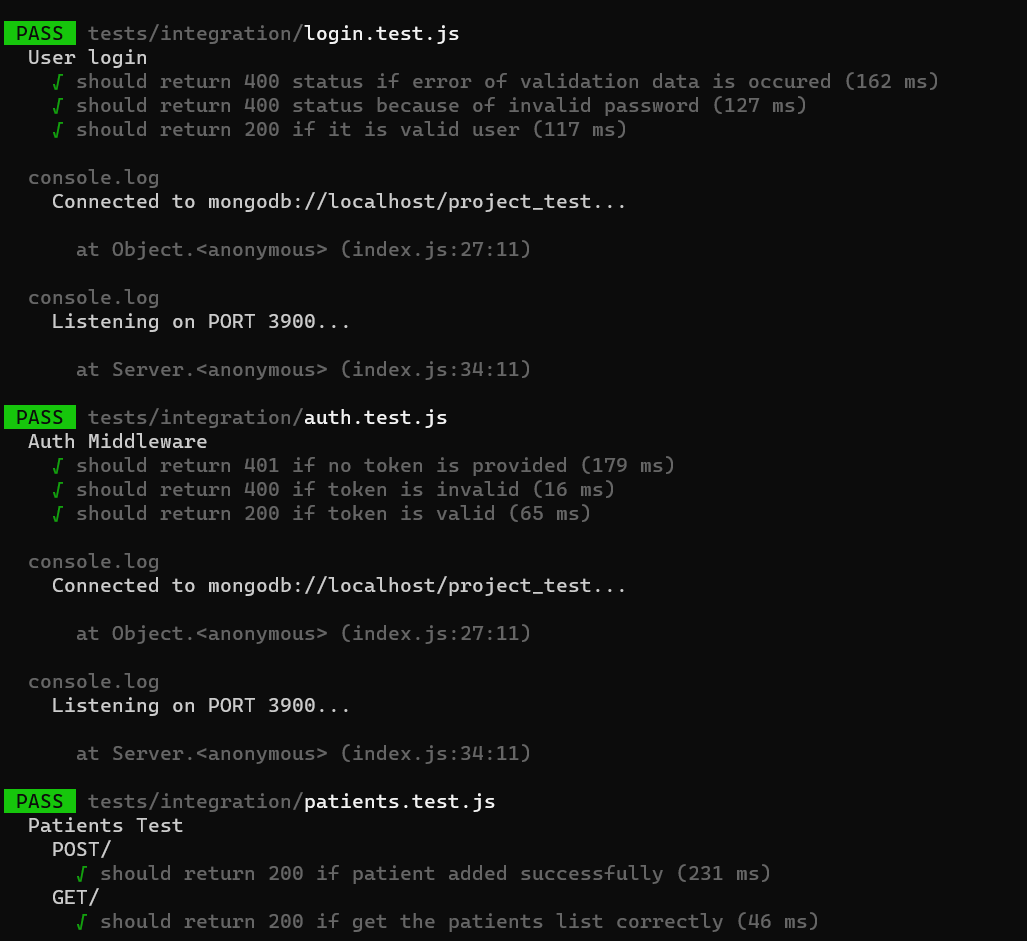 PASS tests/integration/login.test.js
User login
√ should return 400 status if error of validation data is occured (162 ms)
√ should return 400 status because of invalid password (127 ms)
√ should return 200 if it is valid user (117 ms)
console.log
Connected to mongodb://localhost/project_test...
at Object.<anonymous> (index.js:27:11)
console.log
Listening on PORT 3900...
at Server.<anonymous> (index.js:34:11)
PASS tests/integration/auth.test.js
Auth Middleware
√ should return 401 if no token is provided (179 ms)
√ should return 400 if token is invalid (16 ms)
√ should return 200 if token is valid (65 ms)
console.log
Connected to mongodb://localhost/project_test...
at Object.<anonymous> (index.js:27:11)
console.log
Listening on PORT 3900...
at Server.<anonymous> (index.js:34:11)
PASS tests/integration/patients.test.js
Patients Test
POST/
√ should return 200 if patient added successfully (231 ms)
GET/
√ should return 200 if get the patients list correctly (46 ms)